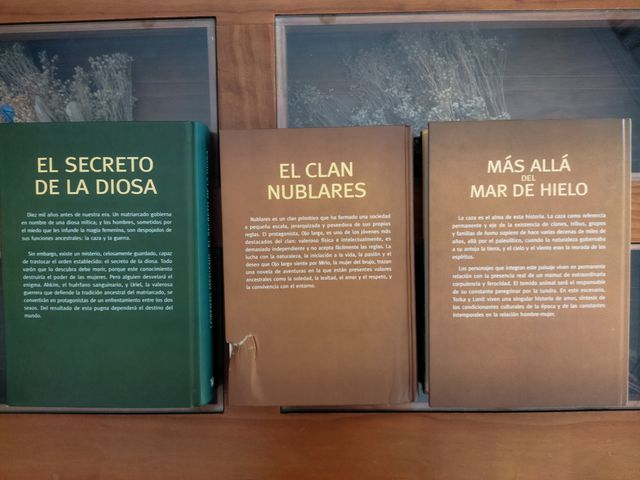 EL SECRETO
DE LA DIOSA
Diez mil años antes de nuestra era. Un matriarcado gobierna
en nombre de una diosa mítica, y los hombres, sometidos por
el miedo que les infunde la magia femenina, son despojados de
sus funciones ancestrales: la caza y la guerra.
Sin embargo, existe un misterio, celosamente guardado, capaz
de trastocar el orden establecido: el secreto de la diosa. Todo
varón que lo descubra debe morir, porque este conocimiento
destruiría el poder de las mujeres. Pero alguien desvelará el
enigma. Ahkim, el huérfano sanguinario, y Uriel, la valerosa
guerrera que defiende la tradición ancestral del matriarcado, se
convertirán en protagonistas de un enfrentamiento entre los dos
sexos. Del resultado de esta pugna dependerá el destino del
mundo.
EL CLAN
NUBLARES
Nublares es un clan primitivo que ha formado una sociedad
a pequeña escala, jerarquizada y poseedora de sus propias
reglas. El protagonista, Ojo largo, es uno de los jóvenes más
destacados del clan: valeroso física e intelectualmente, es
demasiado independiente y no acepta fácilmente las reglas. La
lucha con la naturaleza, la iniciación a la vida, la pasión y el
deseo que Ojo largo siente por Mirlo, la mujer del brujo, trazan
una novela de aventuras en la que están presentes valores
ancestrales como la soledad, la lealtad, el amor y el respeto, y
la convivencia con el entorno.
MÁS ALLÁ
DEL
MAR DE HIELO
La caza es el alma de esta historia. La caza como referencia
permanente y eje de la existencia de clanes, tribus, grupos
y familias de homo sapiens de hace varias decenas de miles de
años, allá por el paleolítico, cuando la naturaleza gobernaba
a su antojo la tierra, y el cielo y el viento eran la morada de los
espíritus.
Los personajes que integran este paisaje viven en permanente
relación con la presencia real de un mamut de extraordinaria
corpulencia y ferocidad. El temido animal será el responsable
de su constante peregrinar por la tundra. En este escenario,
Torka y Lonit viven una singular historia de amor, síntesis de
los condicionantes culturales de la época y de las constantes
intemporales en la relación hombre-mujer.